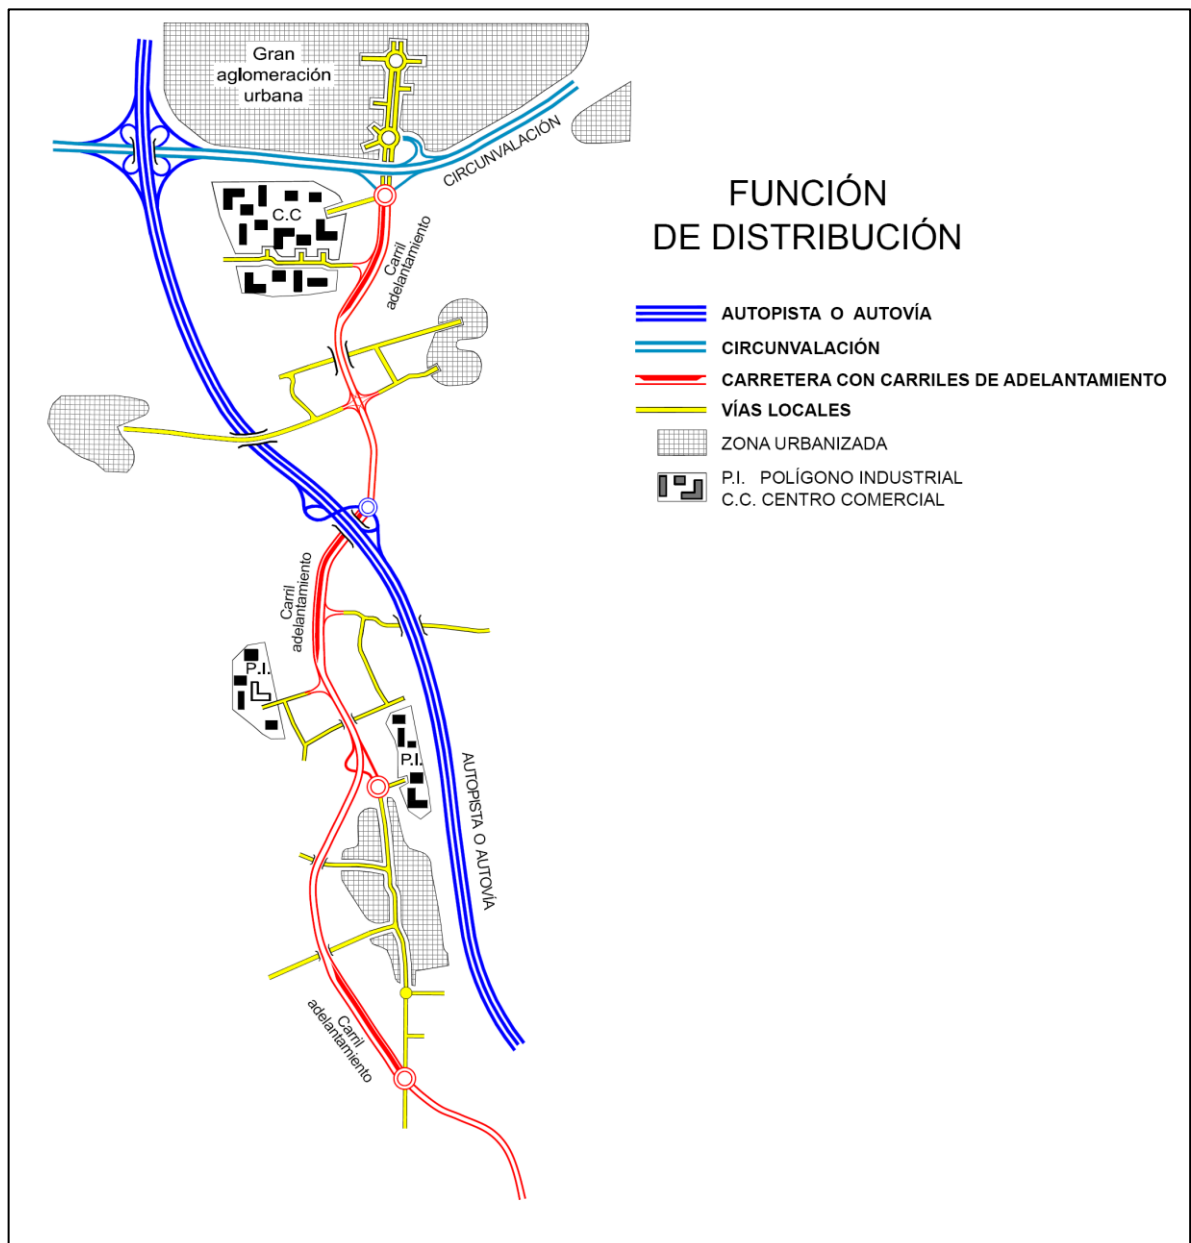 Gran
aglomeración
urbana
CIRCUNVALACIÓN
C.C
Carril
adelantamiento
FUNCIÓN
DE DISTRIBUCIÓN
AUTOPISTA O AUTOVÍA
CIRCUNVALACIÓN
CARRETERA CON CARRILES DE ADELANTAMIENTO
VÍAS LOCALES
ZONA URBANIZADA
P.I. POLÍGONO INDUSTRIAL
C.C. CENTRO COMERCIAL
Carril
adelantamiento
P.I.
P.I.
AUTOPISTA O AUTOVÍA
Carril
adelantamiento